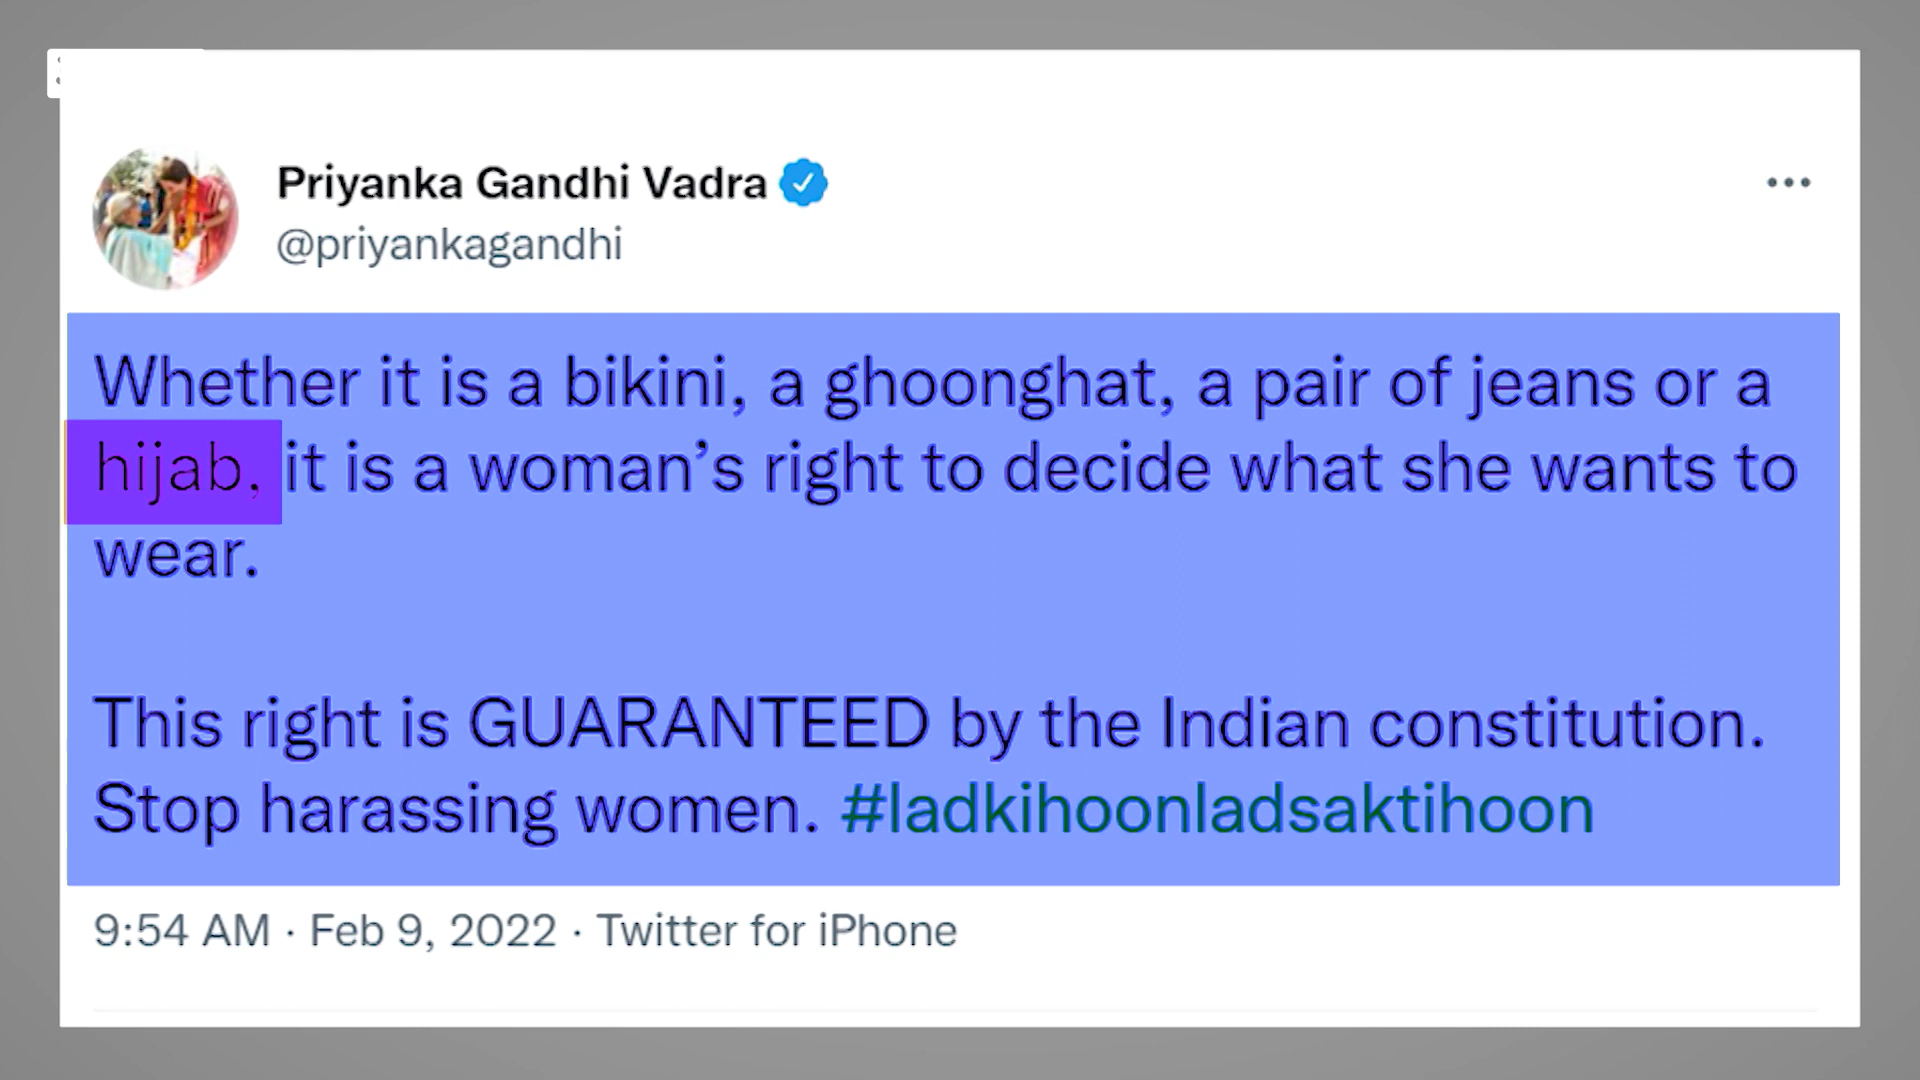 Priyanka Gandhi Vadra
@priyankagandhi
Whether it is a bikini, a ghoonghat, a pair of jeans or a
hijab, it is a woman’s right to decide what she wants to
wear.
This right is GUARANTEED by the Indian constitution.
Stop harassing women. #ladkihoonladsaktihoon
9:54 AM · Feb 9, 2022 · Twitter for iPhone